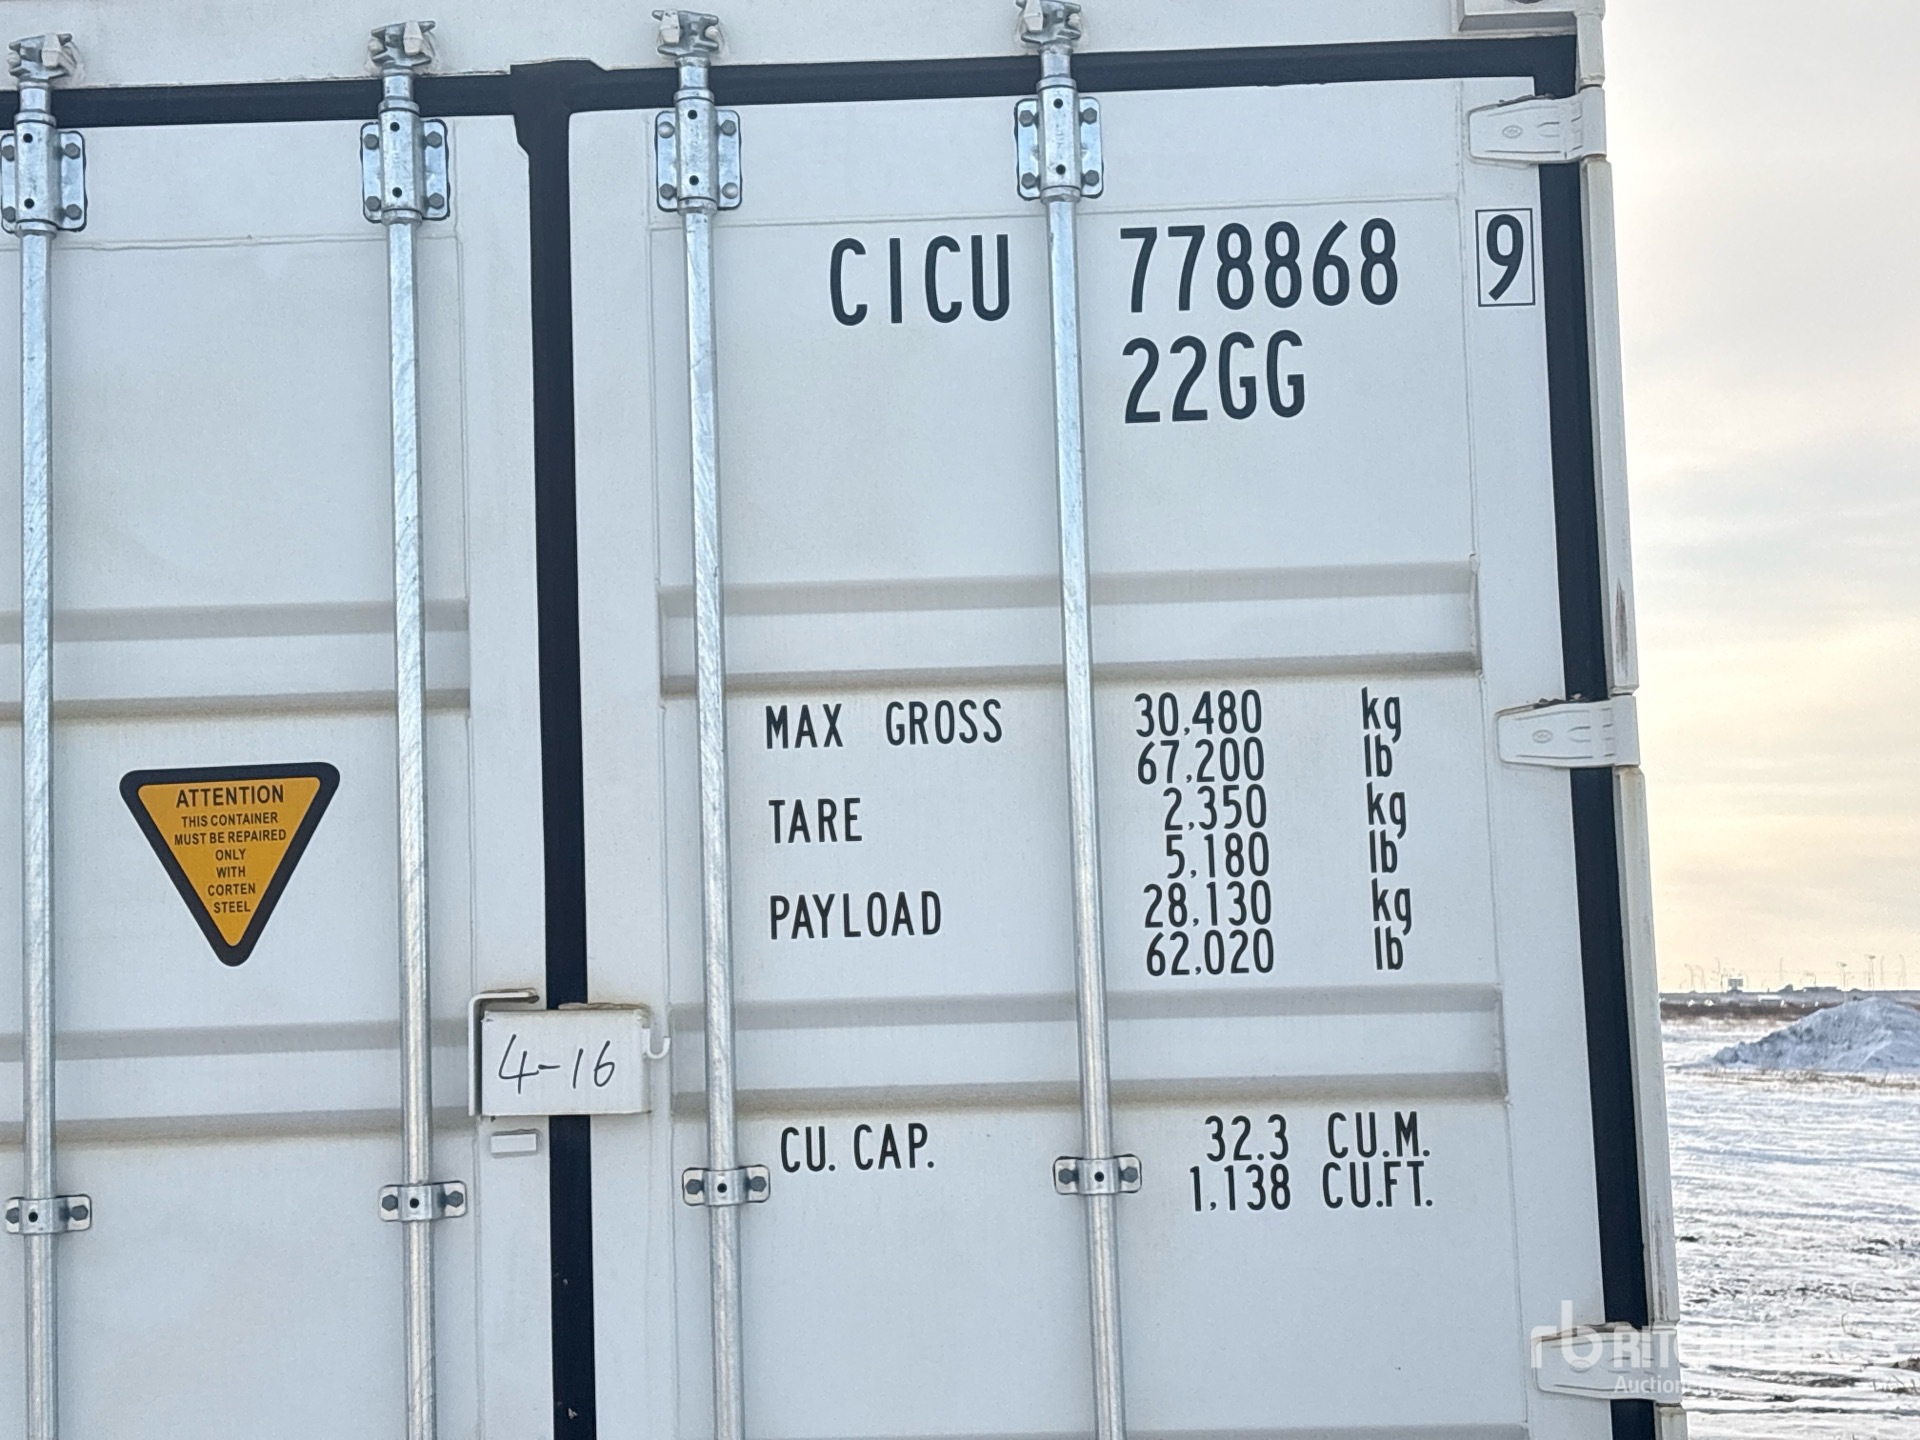 CICU 778868 9
22GG
MAX GROSS 30,480 kg
67,200 lb
TARE 2,350 kg
5,180 lb
PAYLOAD 28,130 kg
62,020 lb
CU. CAP. 32.3 CU.M.
1,138 CU.FT.
ATTENTION
THIS CONTAINER
MUST BE REPAIRED
ONLY
WITH
CORTEN
STEEL
4-16
rb